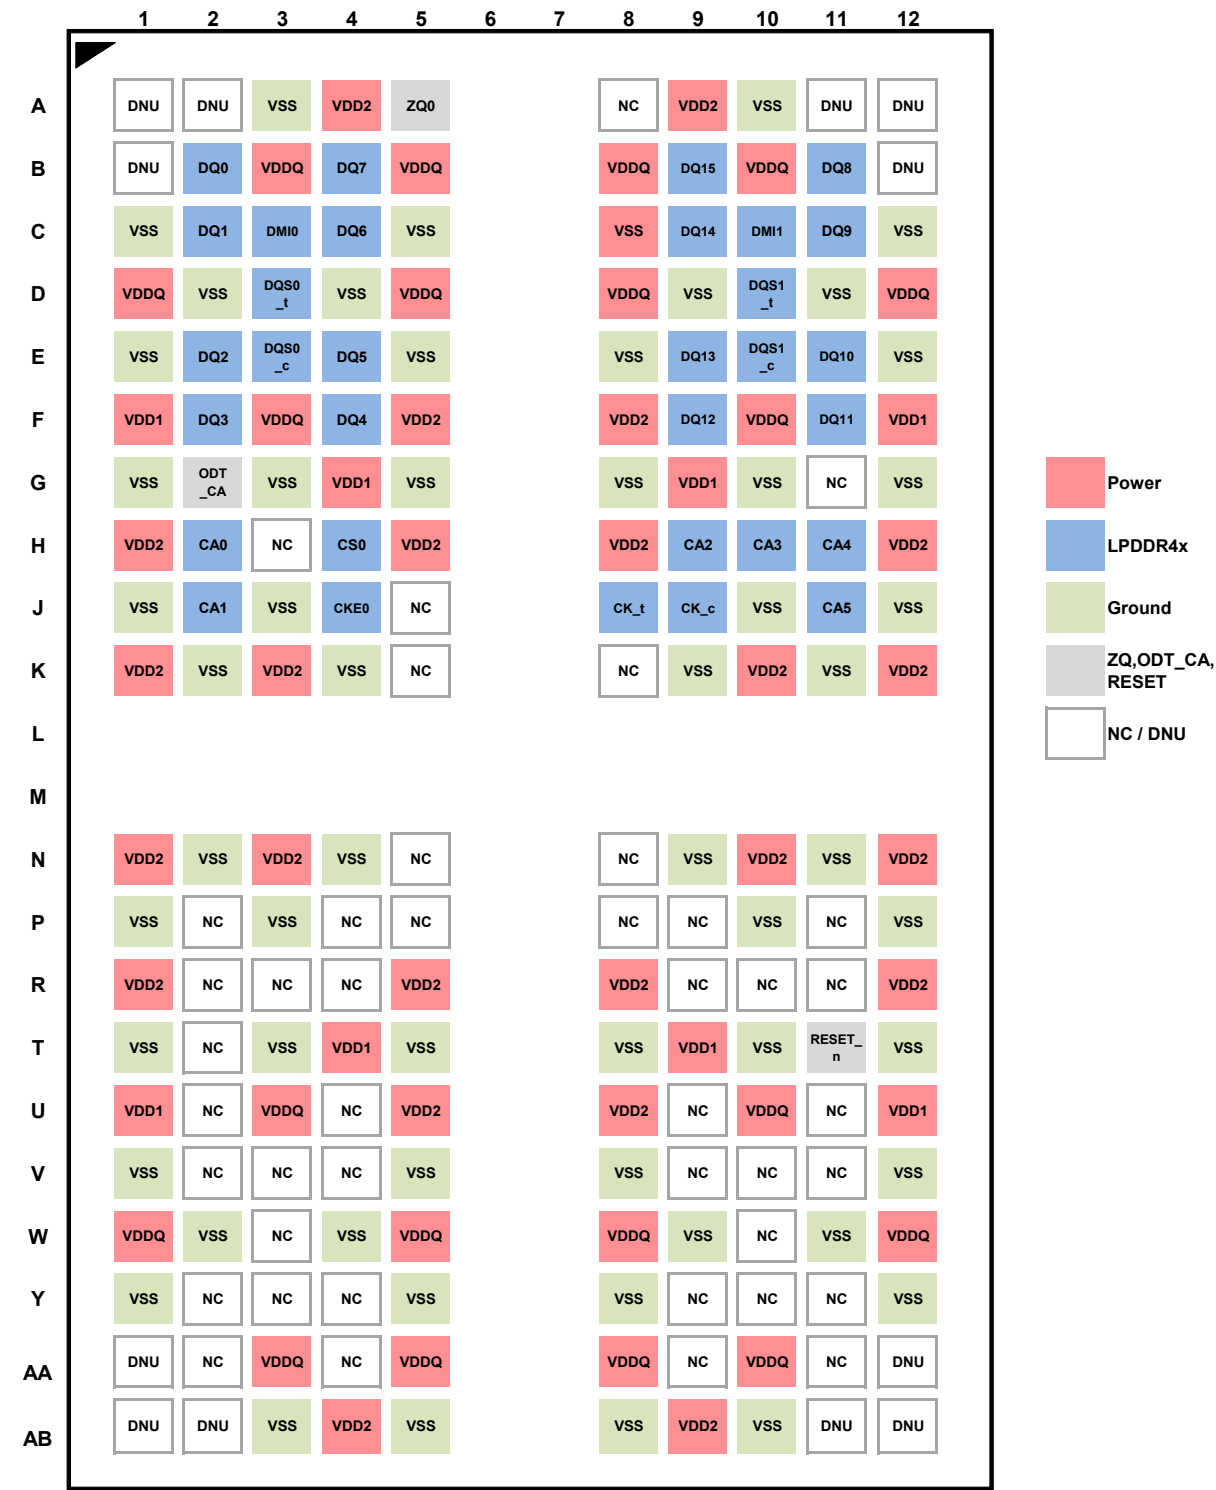 1 2 3 4 5 6 7 8 9 10 11 12
A DNU DNU VSS VDD2 ZQ0 NC VDD2 VSS DNU DNU
B DNU DQ0 VDDQ DQ7 VDDQ VDDQ DQ15 VDDQ DQ8 DNU
C VSS DQ1 DMI0 DQ6 VSS VSS DQ14 DMI1 DQ9 VSS
D VDDQ VSS DQS0 _t VSS VDDQ VDDQ VSS DQS1 _t VSS VDDQ
E VSS DQ2 DQS0 _c DQ5 VSS VSS DQ13 DQS1 _c DQ10 VSS
F VDD1 DQ3 VDDQ DQ4 VDD2 VDD2 DQ12 VDDQ DQ11 VDD1
G VSS ODT _CA VSS VDD1 VSS VSS VDD1 VSS NC VSS
H VDD2 CA0 NC CS0 VDD2 VDD2 CA2 CA3 CA4 VDD2
J VSS CA1 VSS CKE0 NC CK_t CK_c VSS CA5 VSS
K VDD2 VSS VDD2 VSS NC NC VSS VDD2 VSS VDD2
L
M
N VDD2 VSS VDD2 VSS NC NC VSS VDD2 VSS VDD2
P VSS NC VSS NC NC NC NC VSS NC VSS
R VDD2 NC NC NC VDD2 VDD2 NC NC NC VDD2
T VSS NC VSS VDD1 VSS VSS VDD1 VSS RESET_ n VSS
U VDD1 NC VDDQ NC VDD2 VDD2 NC VDDQ NC VDD1
V VSS NC NC NC VSS VSS NC NC NC VSS
W VDDQ VSS NC VSS VDDQ VDDQ VSS NC VSS VDDQ
Y VSS NC NC NC VSS VSS NC NC NC VSS
AA DNU NC VDDQ NC VDDQ VDDQ NC VDDQ NC DNU
AB DNU DNU VSS VDD2 VSS VSS VDD2 VSS DNU DNU
Power
LPDDR4x
Ground
ZQ,ODT_CA,
RESET
NC / DNU